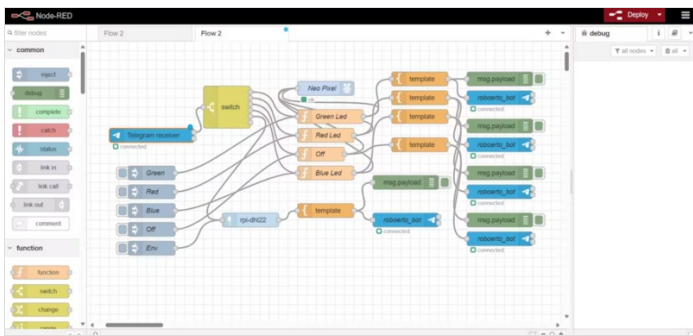 Node-RED
Deploy
filter nodes
Flow 2
Flow 2
debug
i
common
all nodes
all
inject
debug
complete
catch
status
link in
link call
link out
comment
function
function
switch
change
range
Telegram receiver
connected
switch
Neo Pixel
ok
Green Led
Red Led
Off
Blue Led
Green
Red
Blue
Off
Env
rpi-dht22
template
template
template
template
msg.payload
roboerto_bot
connected
msg.payload
roboerto_bot
connected
msg.payload
roboerto_bot
connected
msg.payload
roboerto_bot
connected
msg.payload
roboerto_bot
connected